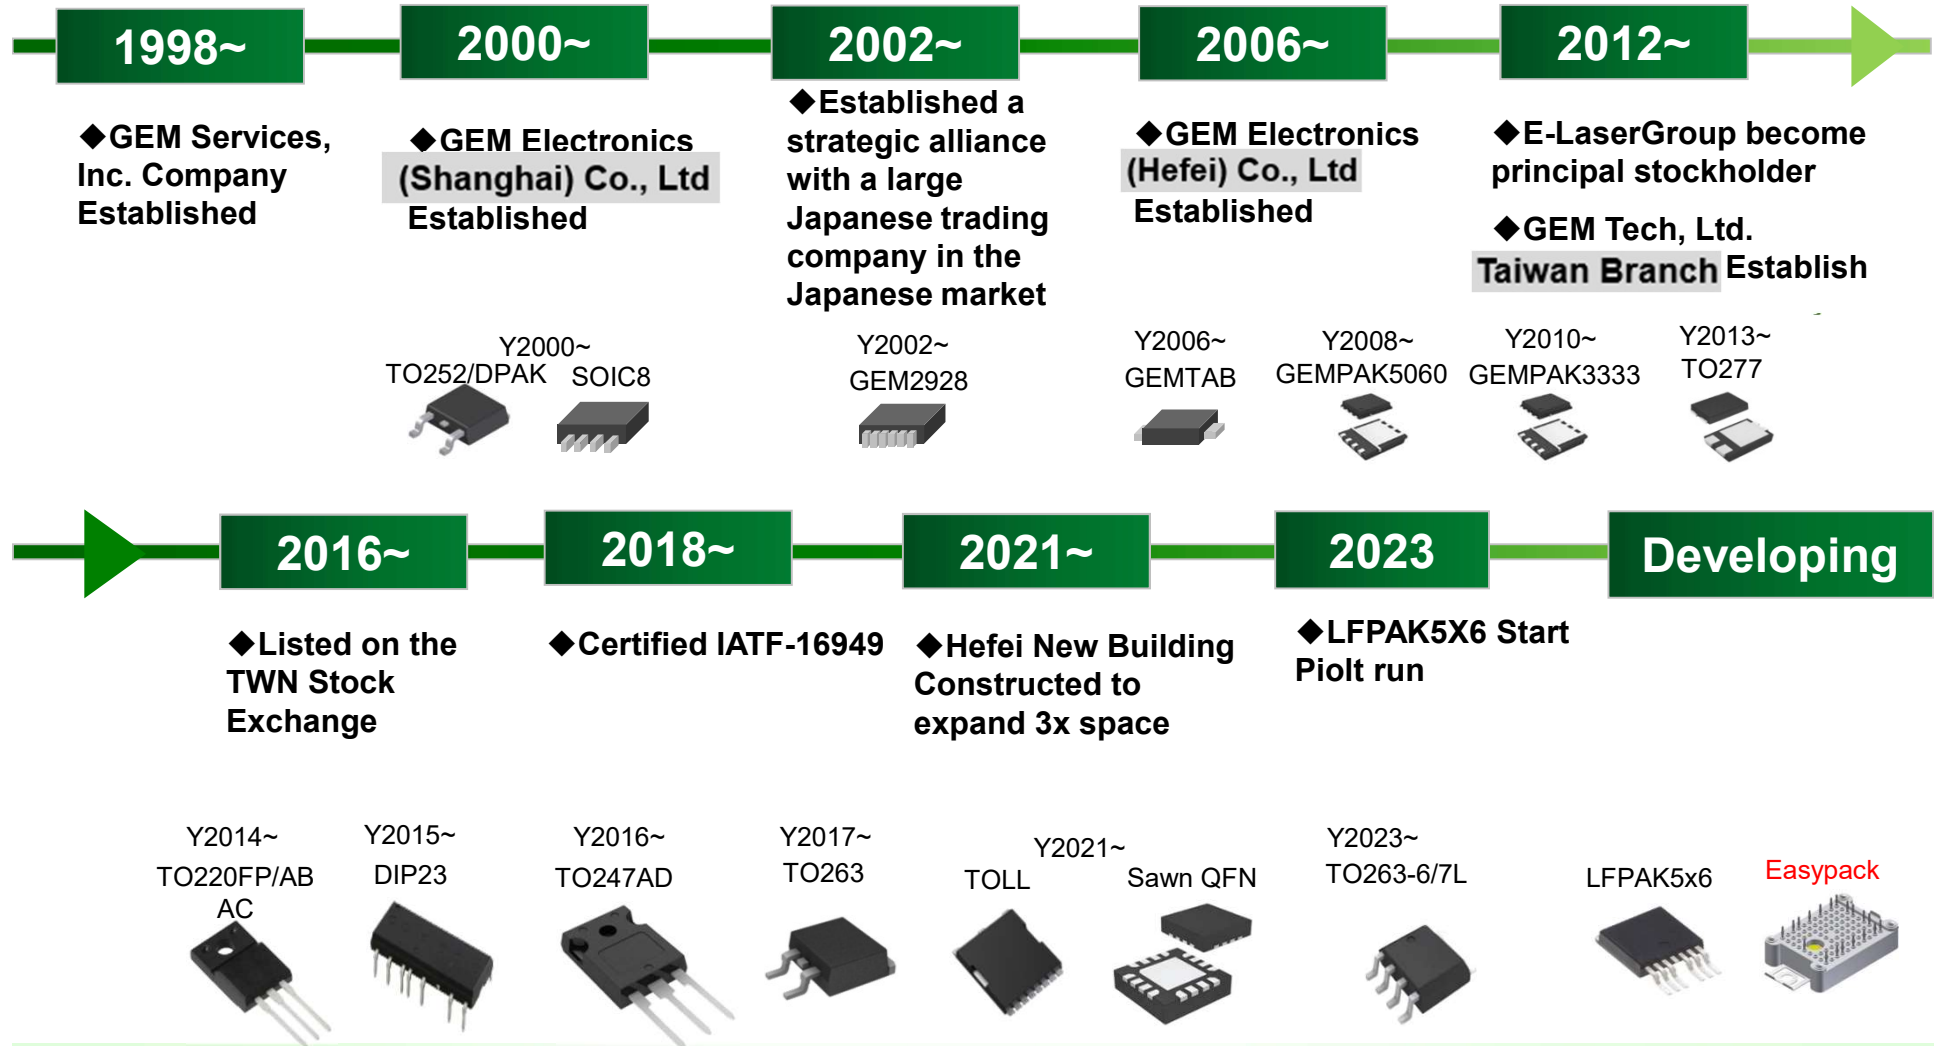 1998~
2000~
2002~
2006~
2012~
◆GEM Services,
Inc. Company
Established
◆GEM Electronics
(Shanghai) Co., Ltd
Established
◆Established a
strategic alliance
with a large
Japanese trading
company in the
Japanese market
◆GEM Electronics
(Hefei) Co., Ltd
Established
◆E-LaserGroup become
principal stockholder
◆GEM Tech, Ltd.
Taiwan Branch Establish
Y2000~
TO252/DPAK
SOIC8
Y2002~
GEM2928
Y2006~
GEMTAB
Y2008~
GEMPAK5060
Y2010~
GEMPAK3333
Y2013~
TO277
2016~
2018~
2021~
2023
Developing
◆Listed on the
TWN Stock
Exchange
◆Certified IATF-16949
◆Hefei New Building
Constructed to
expand 3x space
◆LFPAK5X6 Start
Piolt run
Y2014~
TO220FP/AB
AC
Y2015~
DIP23
Y2016~
TO247AD
Y2017~
TO263
Y2021~
TOLL
Sawn QFN
Y2023~
TO263-6/7L
LFPAK5x6
Easypack